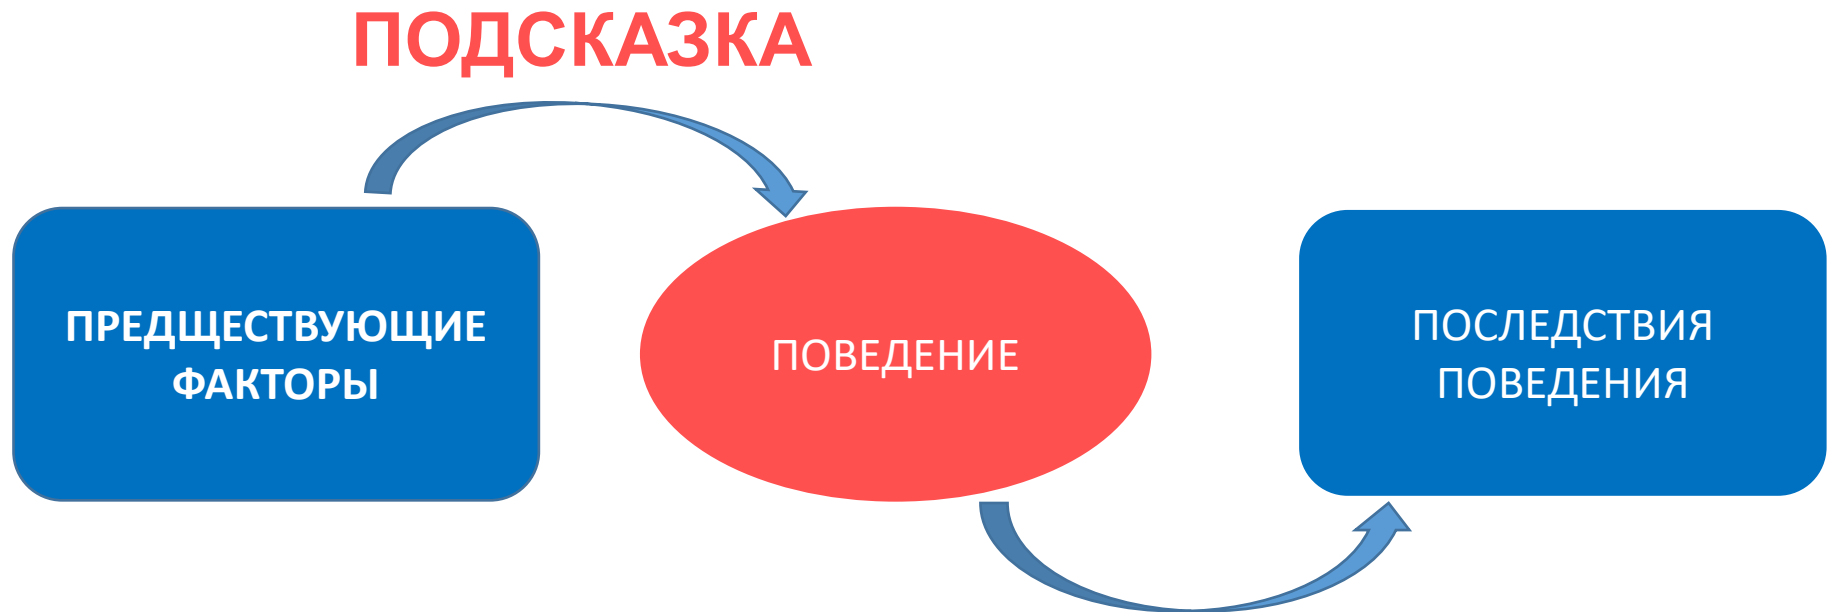 ПОДСКАЗКА
ПРЕДЩЕСТВУЮЩИЕ
ФАКТОРЫ
ПОВЕДЕНИЕ
ПОСЛЕДСТВИЯ
ПОВЕДЕНИЯ